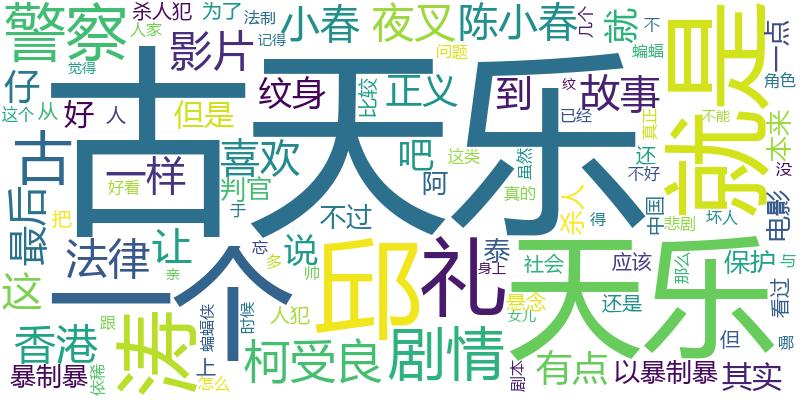 警察
杀人犯
为了
法制
小春
夜叉
陈小春
几个
就
不
一点
人家
记得
影片
问题
蝙蝠
就是
仔
觉得
古天乐
纹身
比较
正义
到
故事
纹
角色
这个
从
好
人
但是
已经
真正
不能
本来
古
一样
喜欢
吧
这类
虽然
还
没
最后
好看
判官
阿
真的
不好
于
不过
杀人
得
中国
悲剧
坏人
电影
把
法律
让
一个
忘
说
邱
礼
泰
天乐
社会
应该
那么
保护
与
这
亲
多
帅
身上
悬念
还是
看过
涛
时候
人犯
女儿
香港
跟
上
蝙蝠侠
柯受良
剧情
剧本
有点
但
哪
暴制暴
依稀
怎么
以暴制暴
其实